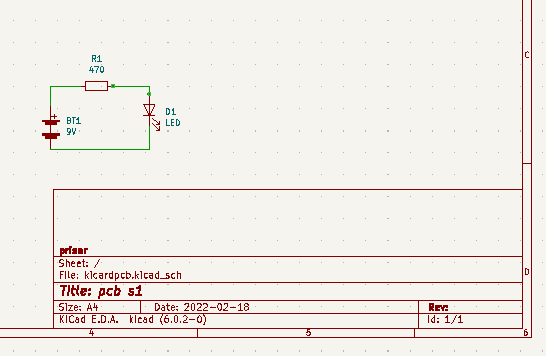 C
R1
470
BT1
9V
D1
LED
Sheet: /
File: kicardpcb.kicad_sch
D
Title: pcb s1
Size: A4 Date: 2022-02-18 Rev:
KiCad E.D.A. kicad (6.0.2-0) Id: 1/1
4 5 6